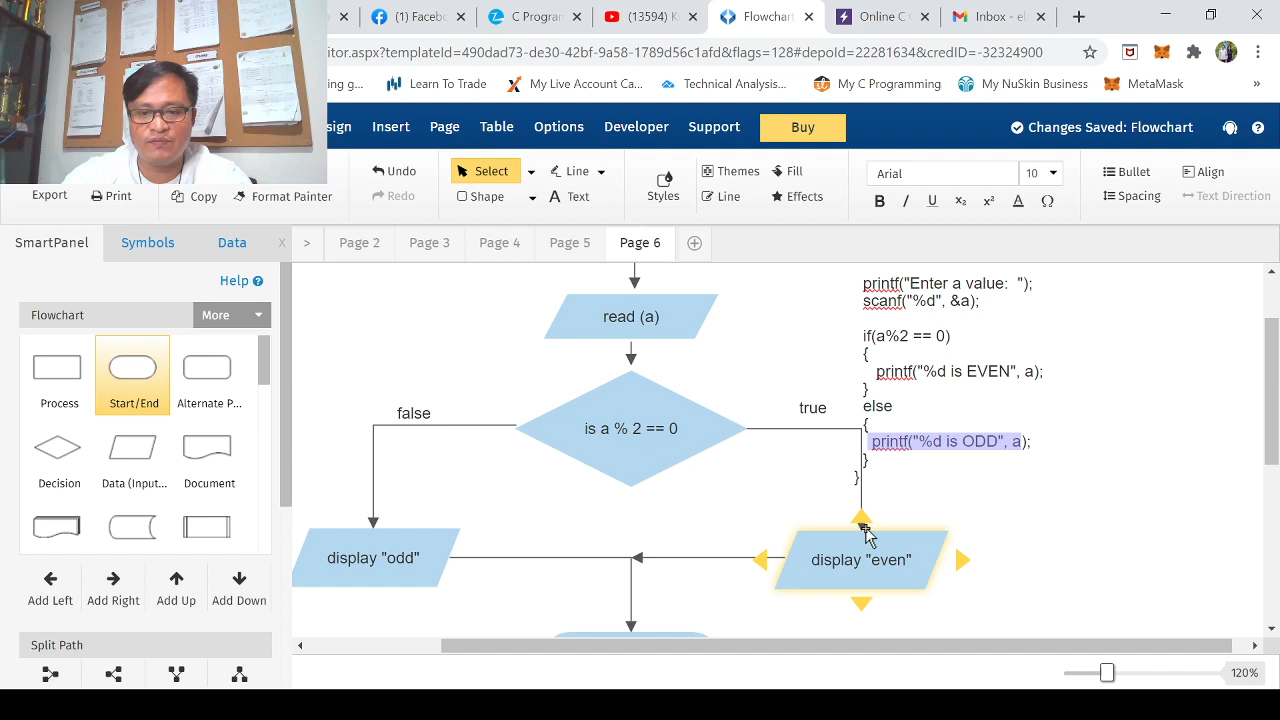 (1) Faceb
C Program
(13594) K
Flowchart
Online C
Inbox - el
itor.aspx?templateId=490dad73-de30-42bf-9a58-1789d56c1afd&flags=128#depoId=22281634&credID=-32324900
ing g...
Learn To Trade
My Live Account Ca...
Technical Analysis...
My C Programming
My NuSkin Business
MetaMask
»
sign
Insert
Page
Table
Options
Developer
Support
Buy
Changes Saved: Flowchart
Undo
Select
Line
Themes
Fill
Arial
10
Bullet
Align
Export
Print
Copy
Format Painter
Redo
Shape
Text
Styles
Line
Effects
B
I
U
Spacing
Text Direction
SmartPanel
Symbols
Data
X
>
Page 2
Page 3
Page 4
Page 5
Page 6
Help
Flowchart
More
Process
Start/End
Alternate P...
Decision
Data (Input...
Document
Add Left
Add Right
Add Up
Add Down
Split Path
read (a)
is a % 2 == 0
false
true
display "odd"
display "even"
printf("Enter a value:  ");
scanf("%d", &a);
if(a%2 == 0)
{
printf("%d is EVEN", a);
}
else
{
printf("%d is ODD", a);
}
}
120%